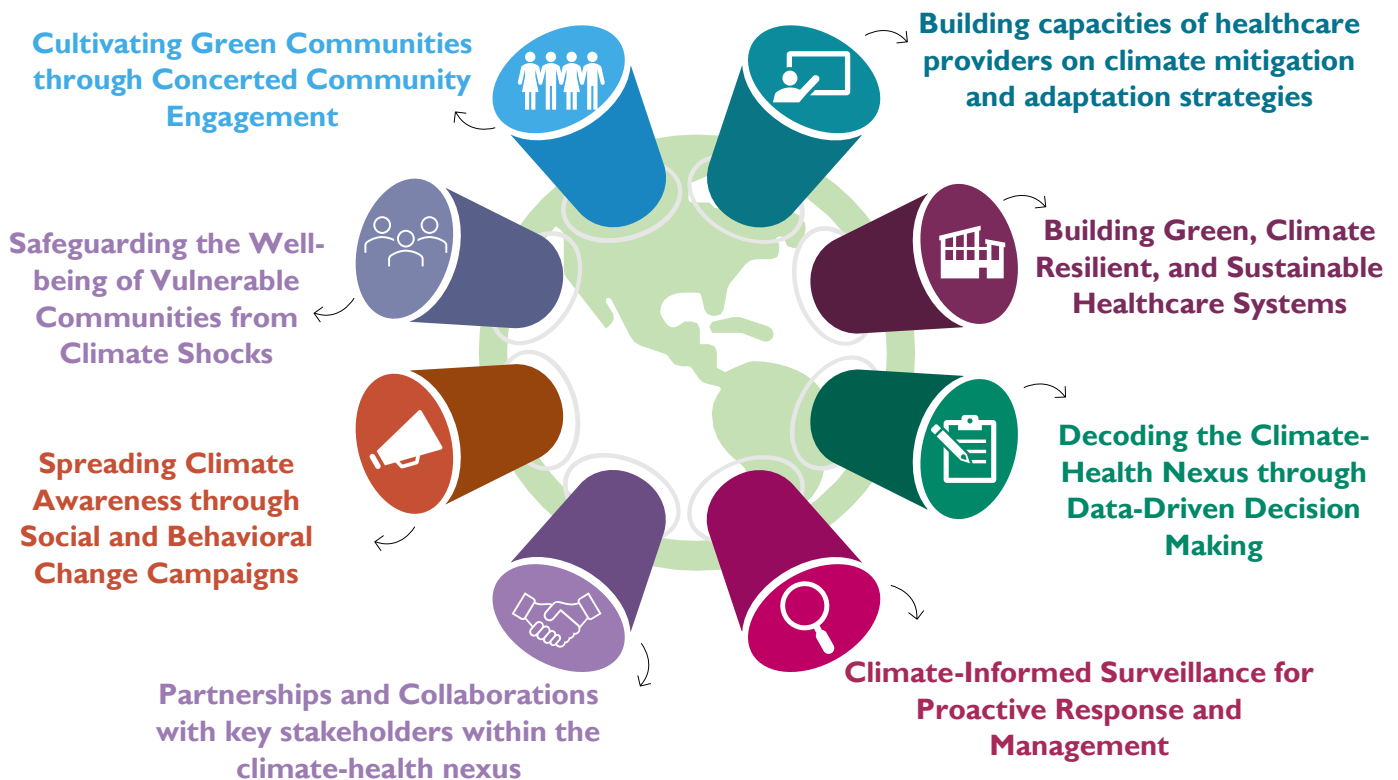 Cultivating Green Communities
through Concerted Community
Engagement
Building capacities of healthcare
providers on climate mitigation
and adaptation strategies
Safeguarding the Well-
being of Vulnerable
Communities from
Climate Shocks
Building Green, Climate
Resilient, and Sustainable
Healthcare Systems
Spreading Climate
Awareness through
Social and Behavioral
Change Campaigns
Decoding the Climate-
Health Nexus through
Data-Driven Decision
Making
Partnerships and Collaborations
with key stakeholders within the
climate-health nexus
Climate-Informed Surveillance for
Proactive Response and
Management